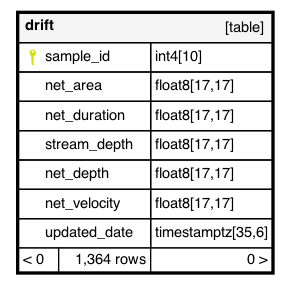 drift [table]
sample_id int4[10]
net_area float8[17,17]
net_duration float8[17,17]
stream_depth float8[17,17]
net_depth float8[17,17]
net_velocity float8[17,17]
updated_date timestamptz[35,6]
< 0 1,364 rows 0 >